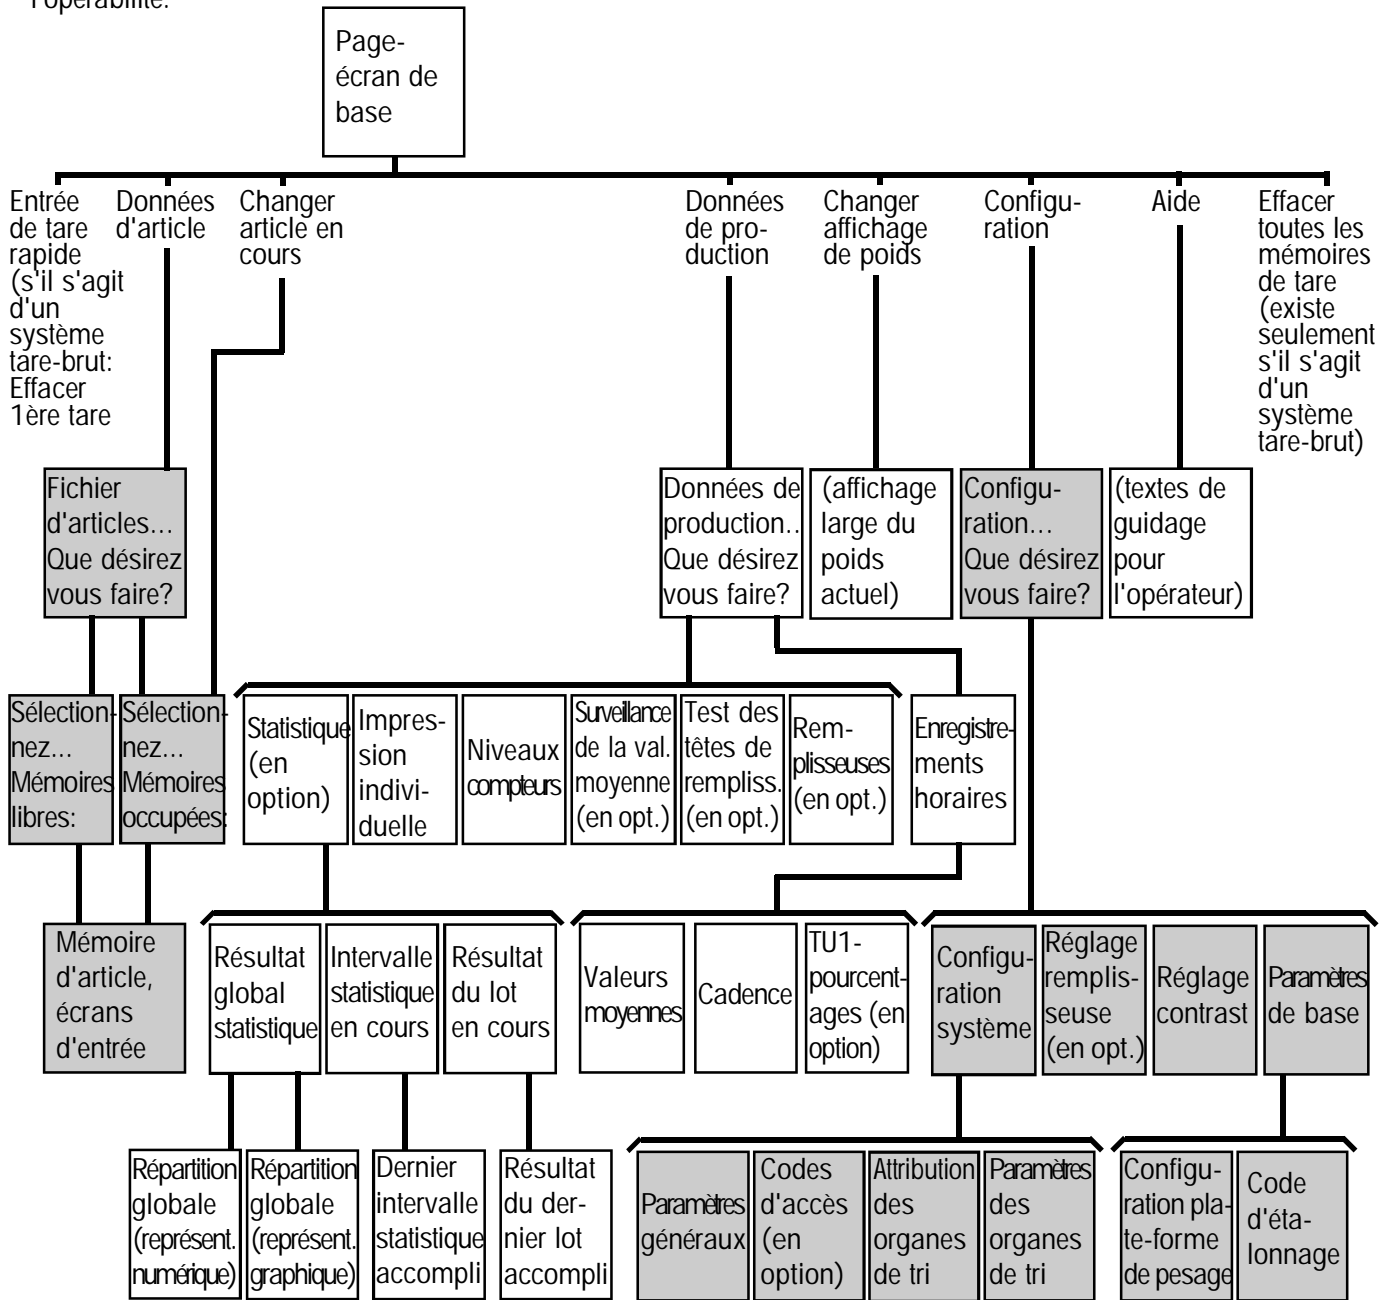 l'opérabilité.
Page-
écran de
base
Entrée
de tare
rapide
(s'il s'agit
d'un
système
tare-brut:
Effacer
1ère tare
Données
d'article
Changer
article en
cours
Données
de pro-
duction
Changer
affichage
de poids
Configu-
ration
Aide
Effacer
toutes les
mémoires
de tare
(existe
seulement
s'il s'agit
d'un
système
tare-brut)
Fichier
d'articles...
Que désirez
vous faire?
Données de
production..
Que désirez
vous faire?
(affichage
large du
poids
actuel)
Configu-
ration...
Que désirez
vous faire?
(textes de
guidage
pour
l'opérateur)
Sélection-
nez...
Mémoires
libres:
Sélection-
nez...
Mémoires
occupées:
Statistique
(en
option)
Impres-
sion
indivi-
duelle
Niveaux
compteurs
Surveillance
de la val.
moyenne
(en opt.)
Test des
têtes de
rempliss.
(en opt.)
Rem-
plisseuses
(en opt.)
Enregistre-
ments
horaires
Mémoire
d'article,
écrans
d'entrée
Résultat
global
statistique
Intervalle
statistique
en cours
Résultat
du lot
en cours
Valeurs
moyennes
Cadence
TU1-
pourcent-
ages (en
option)
Configu-
ration
système
Réglage
remplis-
seuse
(en opt.)
Réglage
contrast
Paramètres
de base
Répartition
globale
(représent.
numérique)
Répartition
globale
(représent.
graphique)
Dernier
intervalle
statistique
accompli
Résultat
du der-
nier lot
accompli
Paramètres
généraux
Codes
d'accès
(en
option)
Attribution
des
organes
de tri
Paramètres
des
organes
de tri
Configu-
ration pla-
te-forme
de pesage
Code
d'éta-
lonnage